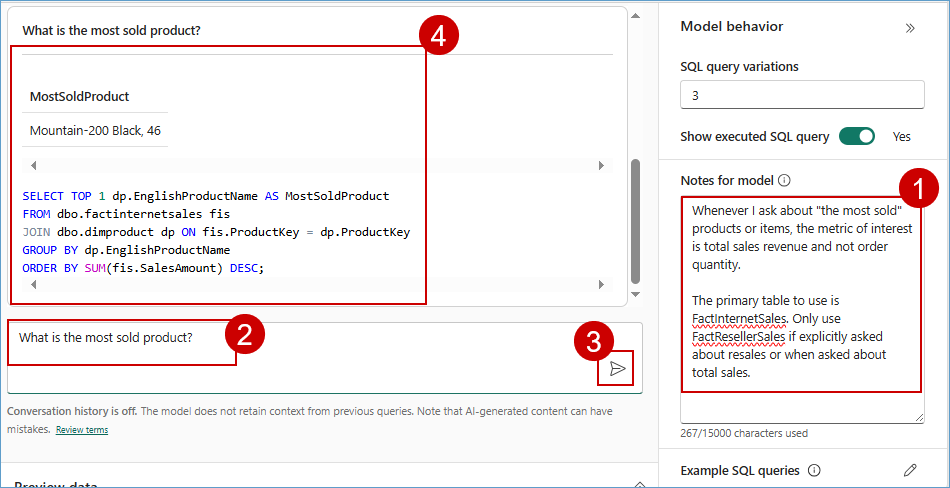 What is the most sold product?
4
MostSoldProduct
Mountain-200 Black, 46
SELECT TOP 1 dp.EnglishProductName AS MostSoldProduct
FROM dbo.factinternetsales fis
JOIN dbo.dimproduct dp ON fis.ProductKey = dp.ProductKey
GROUP BY dp.EnglishProductName
ORDER BY SUM(fis.SalesAmount) DESC;
What is the most sold product?
2
3
Conversation history is off. The model does not retain context from previous queries. Note that AI-generated content can have
mistakes. Review terms
Preview data
Model behavior
SQL query variations
3
Show executed SQL query
Yes
Notes for model
1
Whenever I ask about "the most sold"
products or items, the metric of interest
is total sales revenue and not order
quantity.
The primary table to use is
FactInternetSales. Only use
FactResellerSales if explicitly asked
about resales or when asked about
total sales.
267/15000 characters used
Example SQL queries